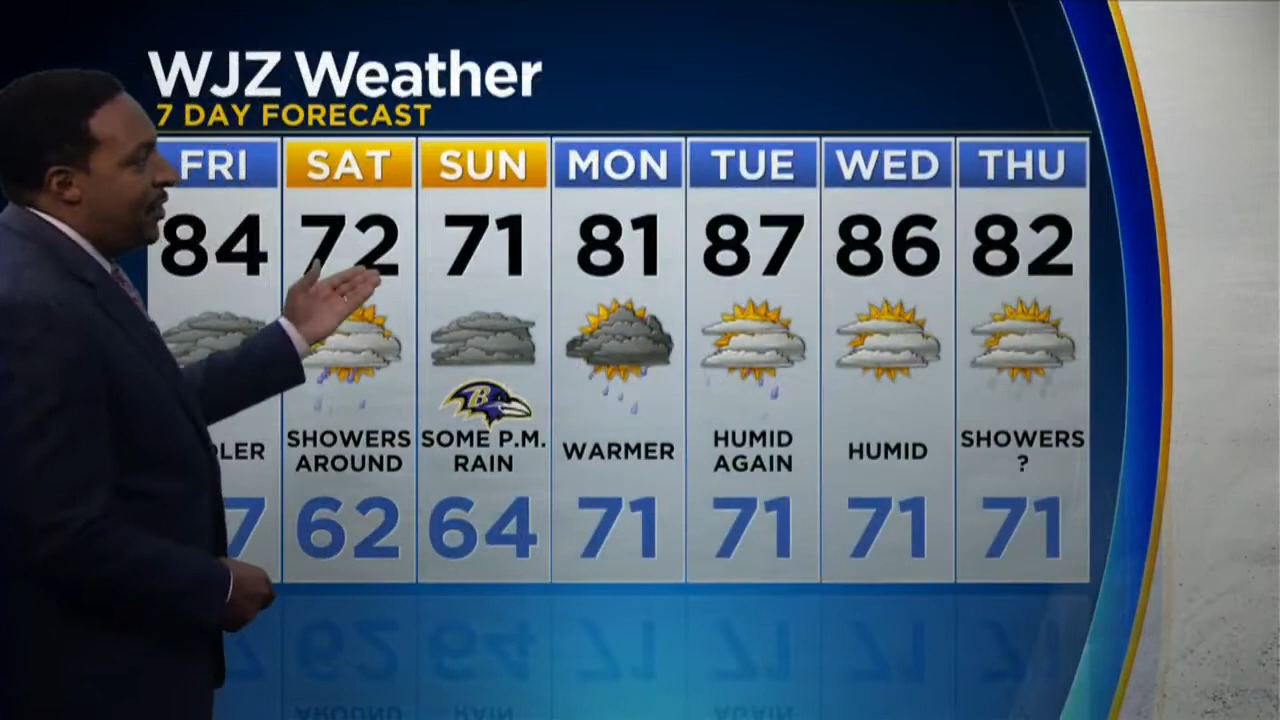 WJZ Weather
7 DAY FORECAST
FRI SAT SUN MON TUE WED THU
84 72 71 81 87 86 82
B
SHOWERS AROUND
SOME P.M. RAIN
WARMER
HUMID AGAIN
HUMID
SHOWERS ?
62 64 71 71 71 71